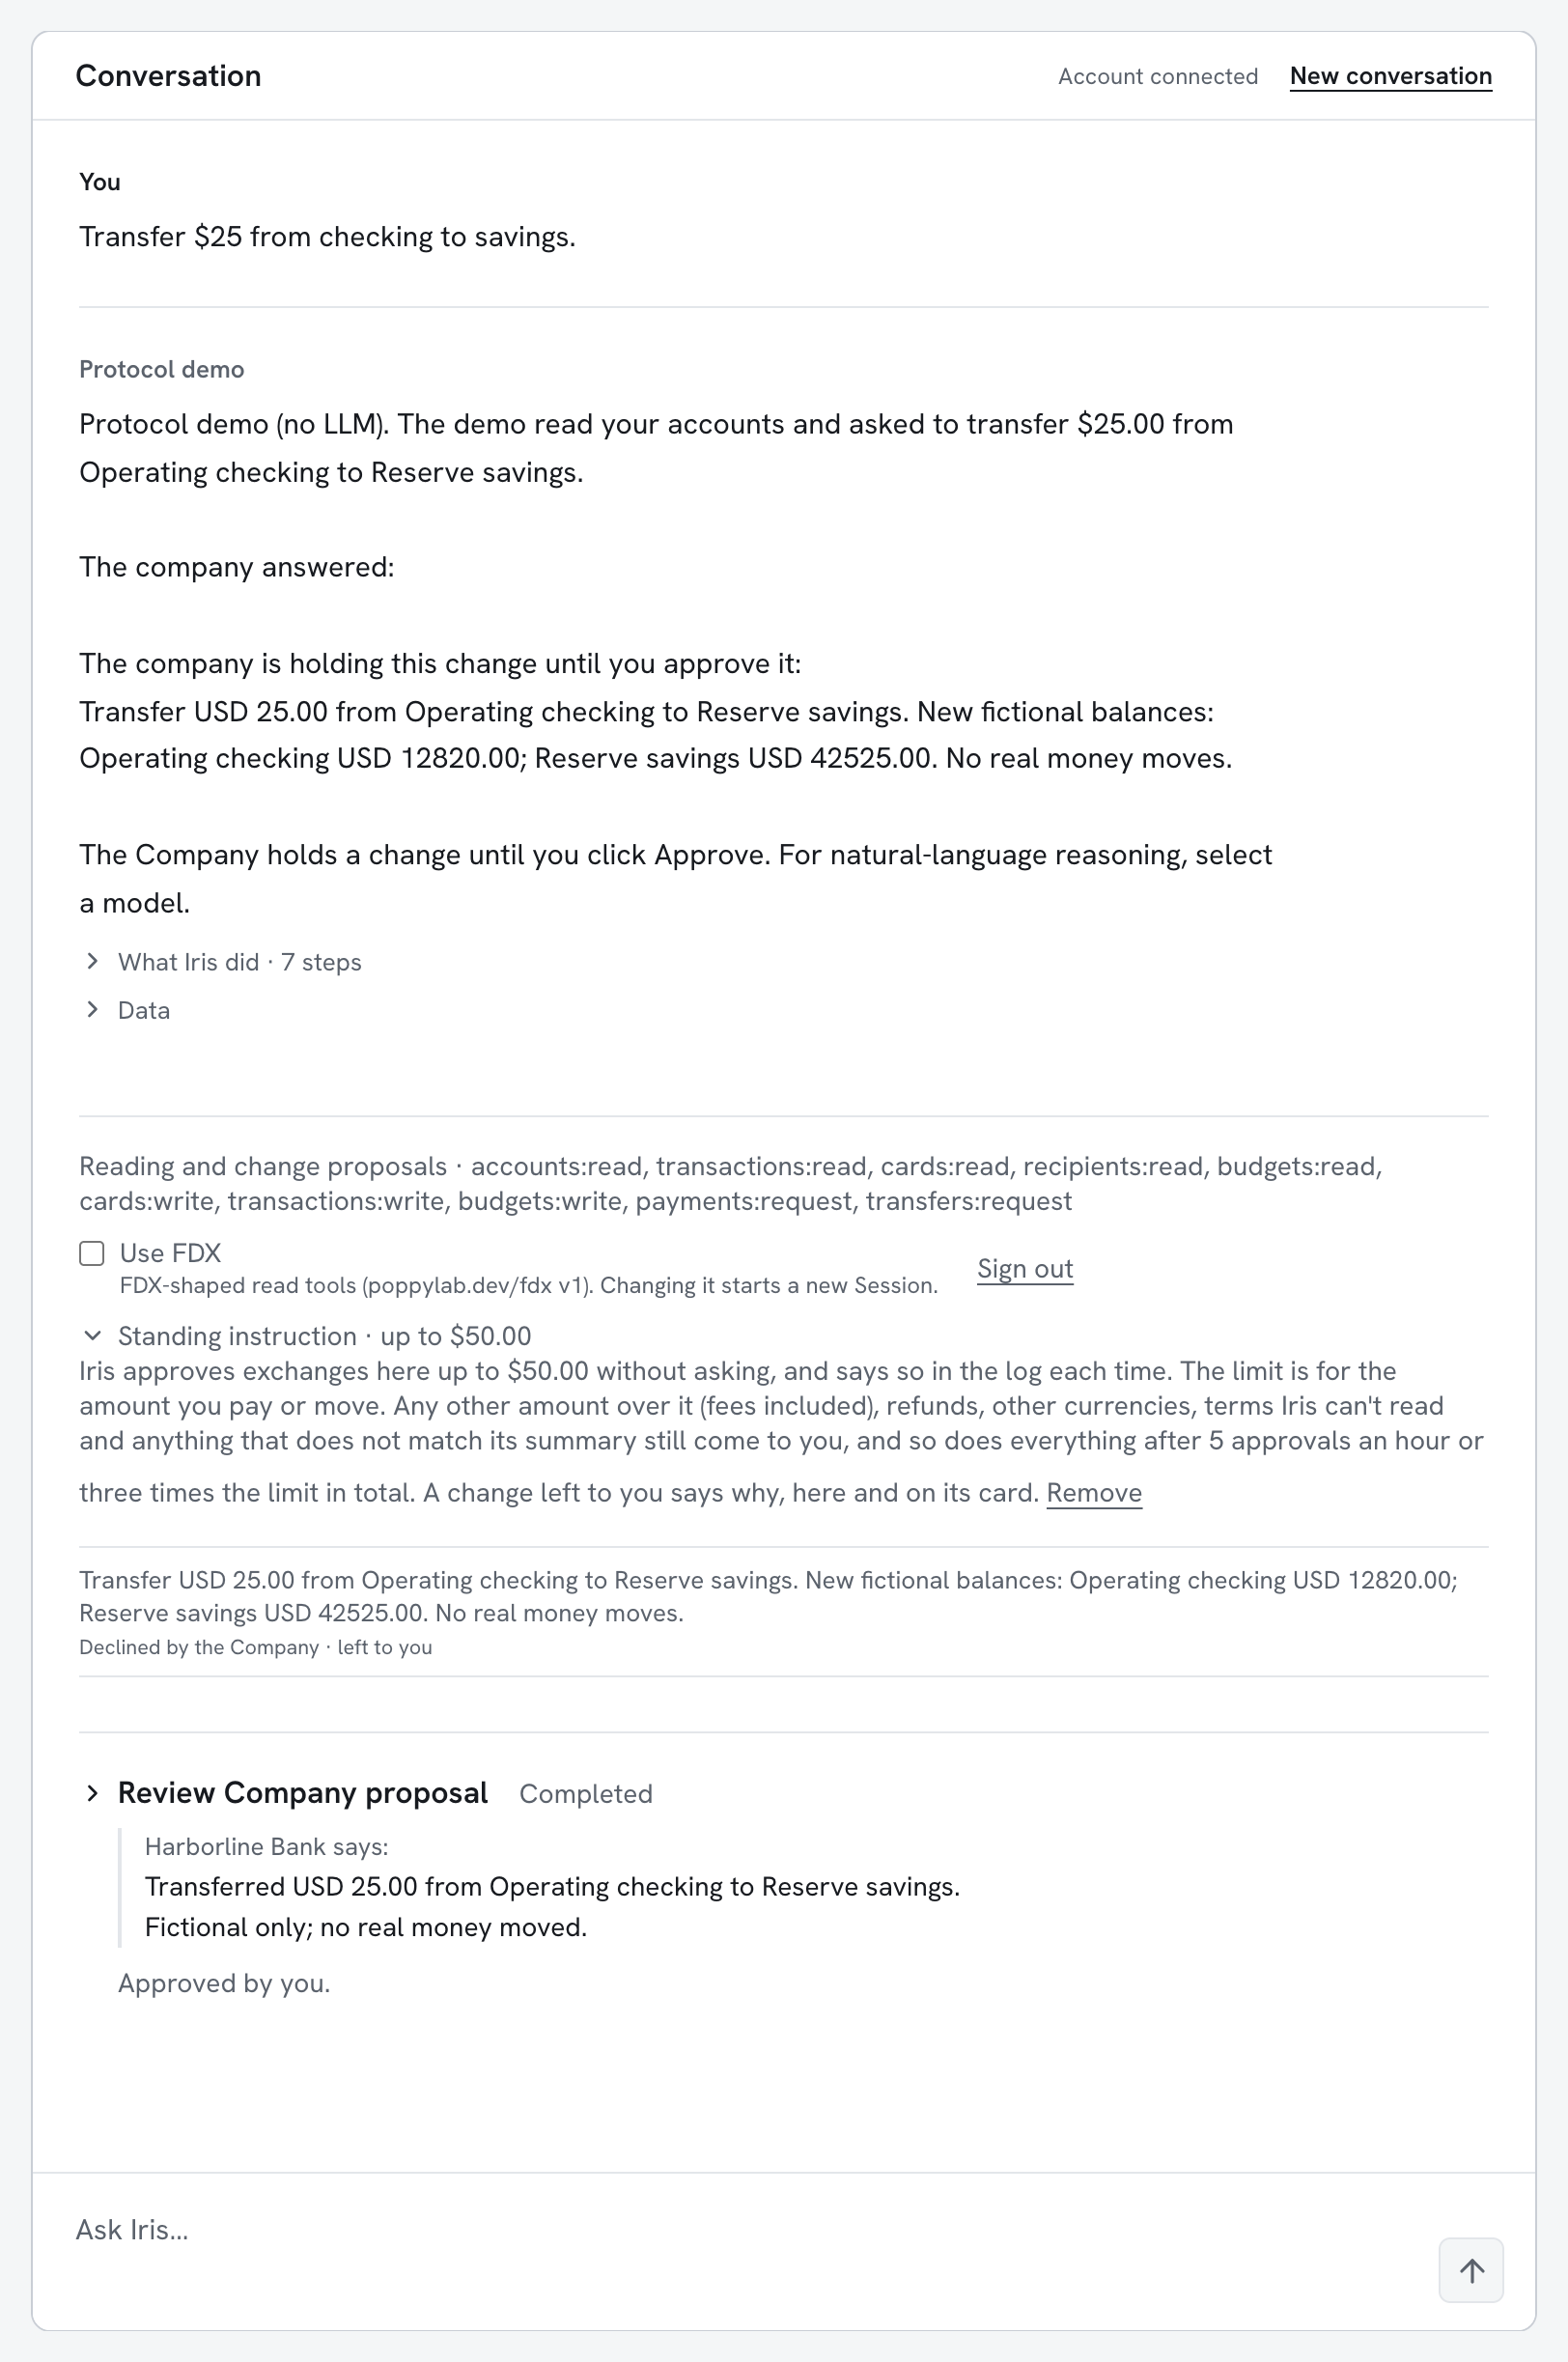 Conversation
Account connected
New conversation
You
Transfer $25 from checking to savings.
Protocol demo
Protocol demo (no LLM). The demo read your accounts and asked to transfer $25.00 from
Operating checking to Reserve savings.
The company answered:
The company is holding this change until you approve it:
Transfer USD 25.00 from Operating checking to Reserve savings. New fictional balances:
Operating checking USD 12820.00; Reserve savings USD 42525.00. No real money moves.
The Company holds a change until you click Approve. For natural-language reasoning, select
a model.
What Iris did · 7 steps
Data
Reading and change proposals · accounts:read, transactions:read, cards:read, recipients:read, budgets:read,
cards:write, transactions:write, budgets:write, payments:request, transfers:request
Use FDX
FDX-shaped read tools (poppylab.dev/fdx v1). Changing it starts a new Session.
Sign out
Standing instruction · up to $50.00
Iris approves exchanges here up to $50.00 without asking, and says so in the log each time. The limit is for the
amount you pay or move. Any other amount over it (fees included), refunds, other currencies, terms Iris can't read
and anything that does not match its summary still come to you, and so does everything after 5 approvals an hour or
three times the limit in total. A change left to you says why, here and on its card. Remove
Transfer USD 25.00 from Operating checking to Reserve savings. New fictional balances: Operating checking USD 12820.00;
Reserve savings USD 42525.00. No real money moves.
Declined by the Company · left to you
Review Company proposal
Completed
Harborline Bank says:
Transferred USD 25.00 from Operating checking to Reserve savings.
Fictional only; no real money moved.
Approved by you.
Ask Iris...